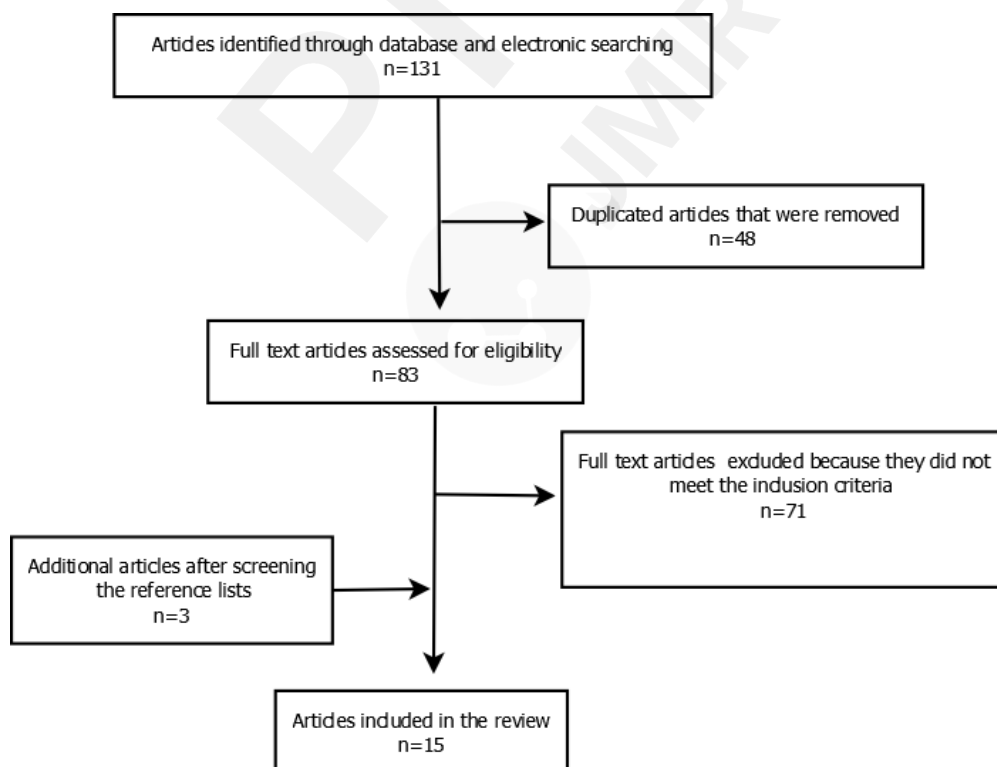 Articles identified through database and electronic searching
n=131
Duplicated articles that were removed
n=48
Full text articles assessed for eligibility
n=83
Full text articles excluded because they did not
meet the inclusion criteria
n=71
Additional articles after screening
the reference lists
n=3
Articles included in the review
n=15
JMIR